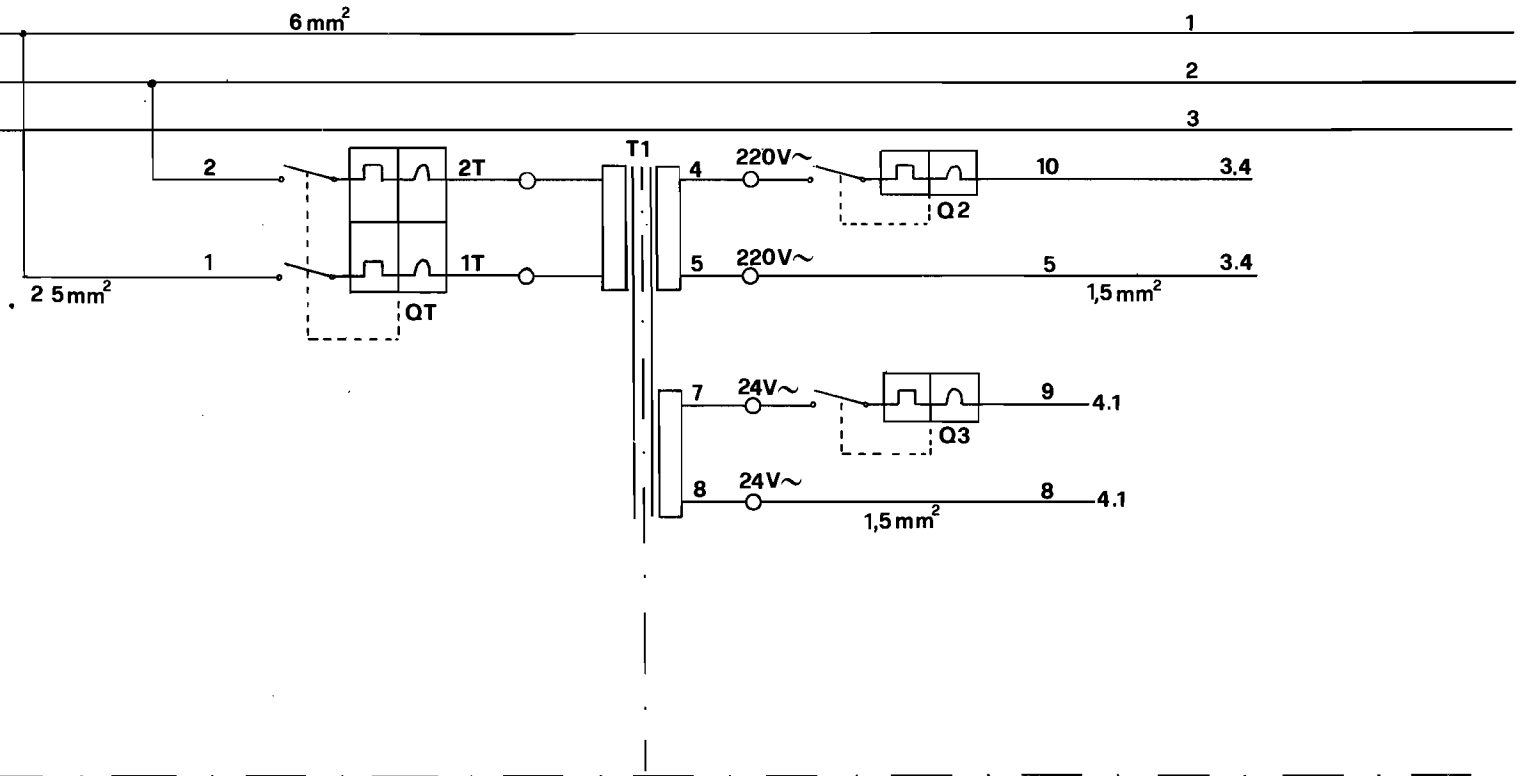 6 mm² 1
2
3
T1
2 2T 4 220V~ 10 3.4
Q2
1 1T 5 220V~ 5 3.4
2 5 mm² 1,5 mm²
QT
7 24V~ 9 4.1
Q3
8 24V~ 8 4.1
1,5 mm²